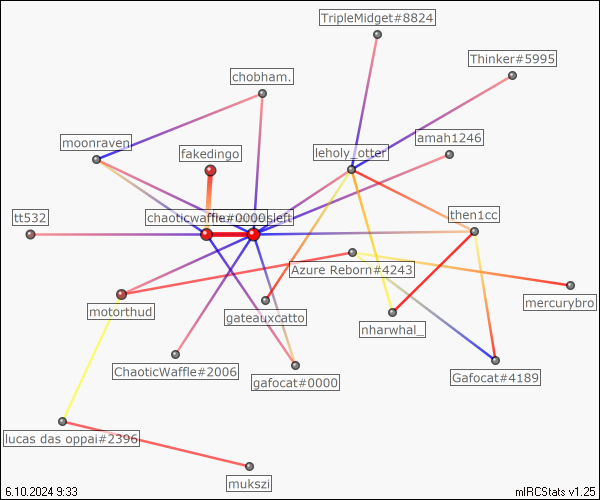 TripleMidget#8824
Thinker#5995
chobham.
amah1246
moonraven
fakedingo
leholy_otter
tt532
chaoticwaffle#0000
sleft
then1cc
Azure Reborn#4243
mercurybro
motorthud
gateauxcatto
nharwhal_
ChaoticWaffle#2006
gafocat#0000
Gafocat#4189
lucas das oppai#2396
mukszi
6.10.2024 9:33
mIRCStats v1.25